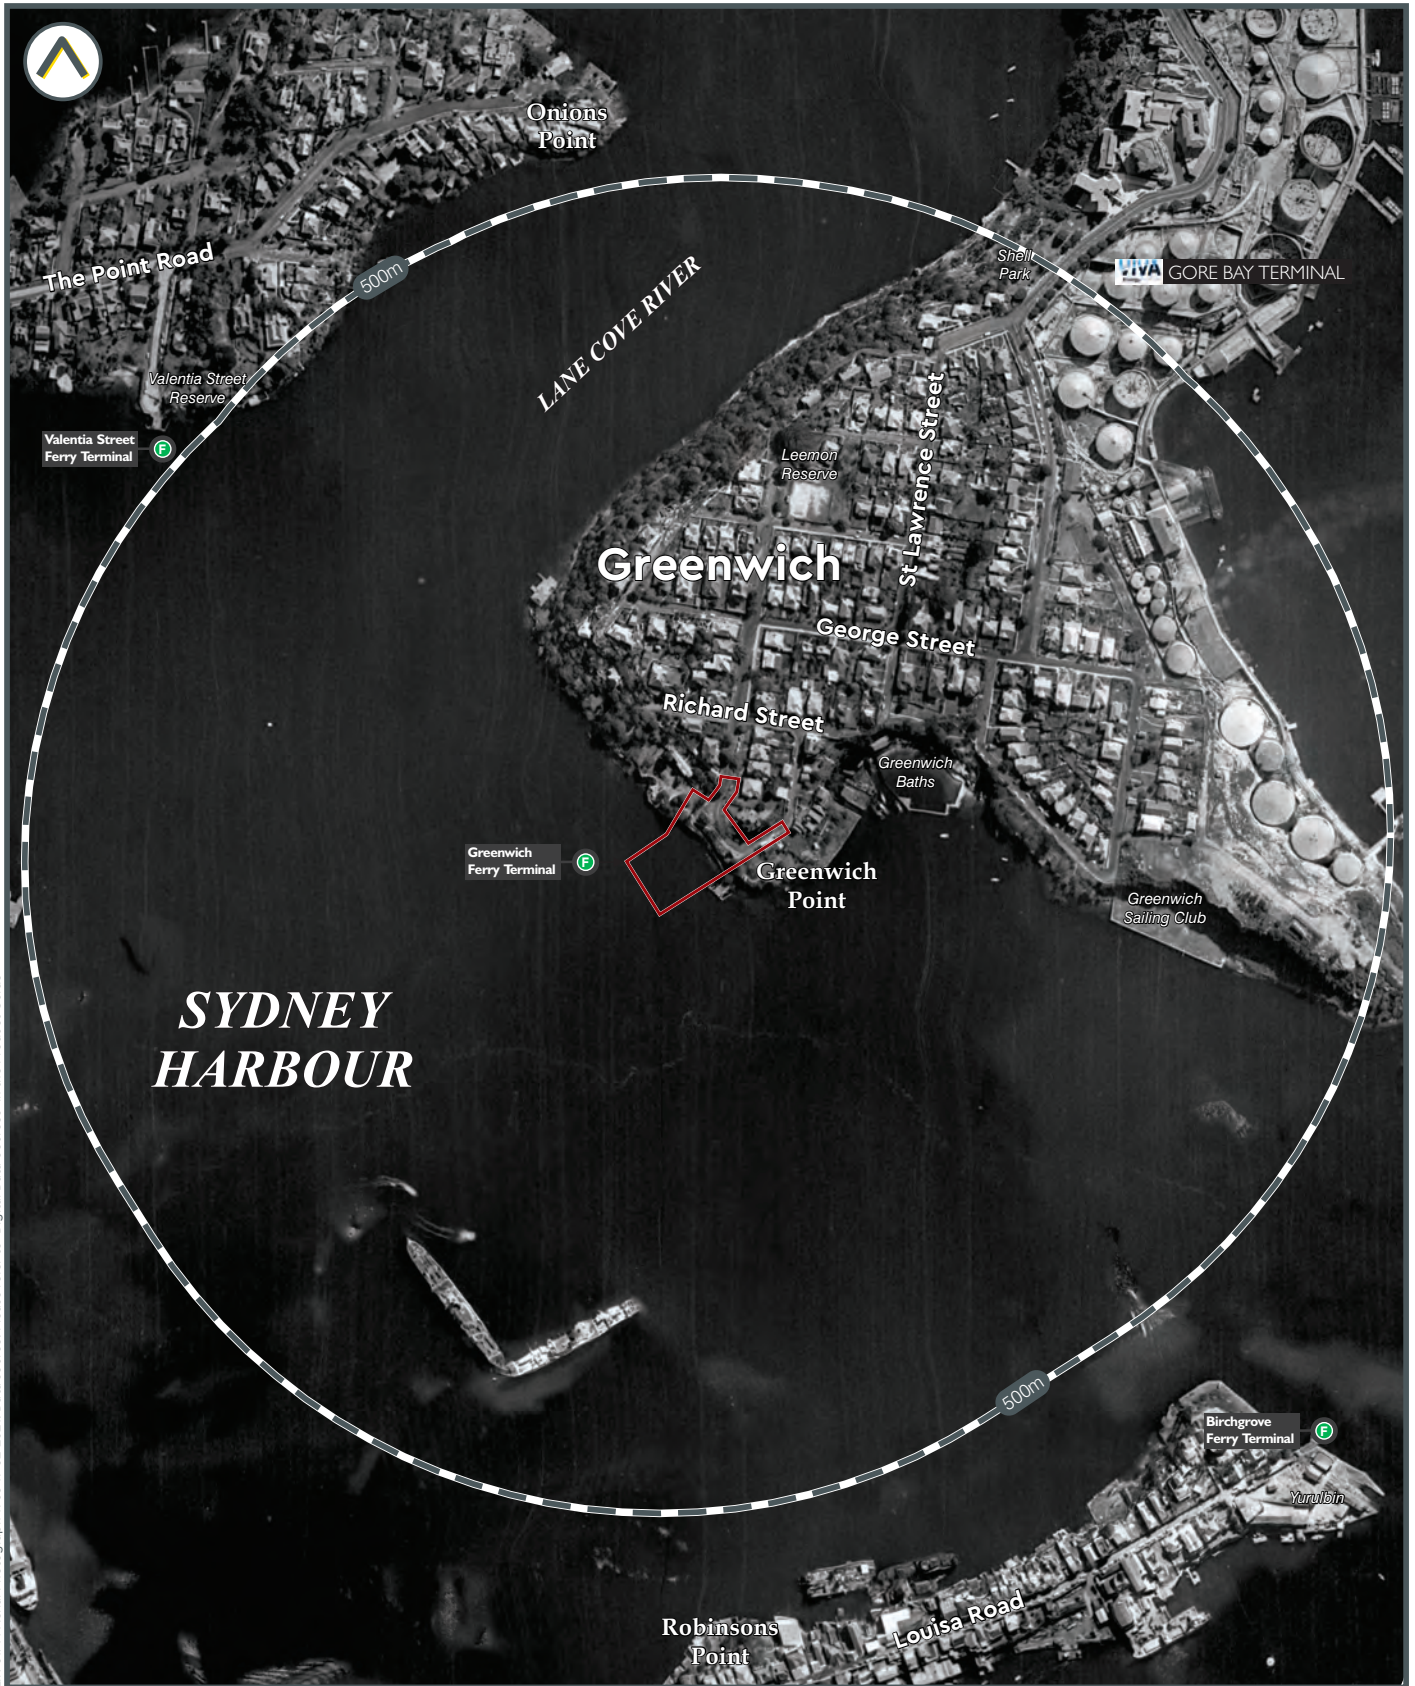 Onions
Point
The Point Road
500m
LANE COVE RIVER
Shell
Park
VIVA
GORE BAY TERMINAL
Valentia Street
Reserve
Valentia Street
Ferry Terminal
F
St Lawrence Street
Leemon
Reserve
Greenwich
George Street
Richard Street
Greenwich
Baths
Greenwich
Ferry Terminal
F
Greenwich
Point
Greenwich
Sailing Club
SYDNEY
HARBOUR
500m
Birchgrove
Ferry Terminal
F
Yurulbin
Louisa Road
Robinsons
Point